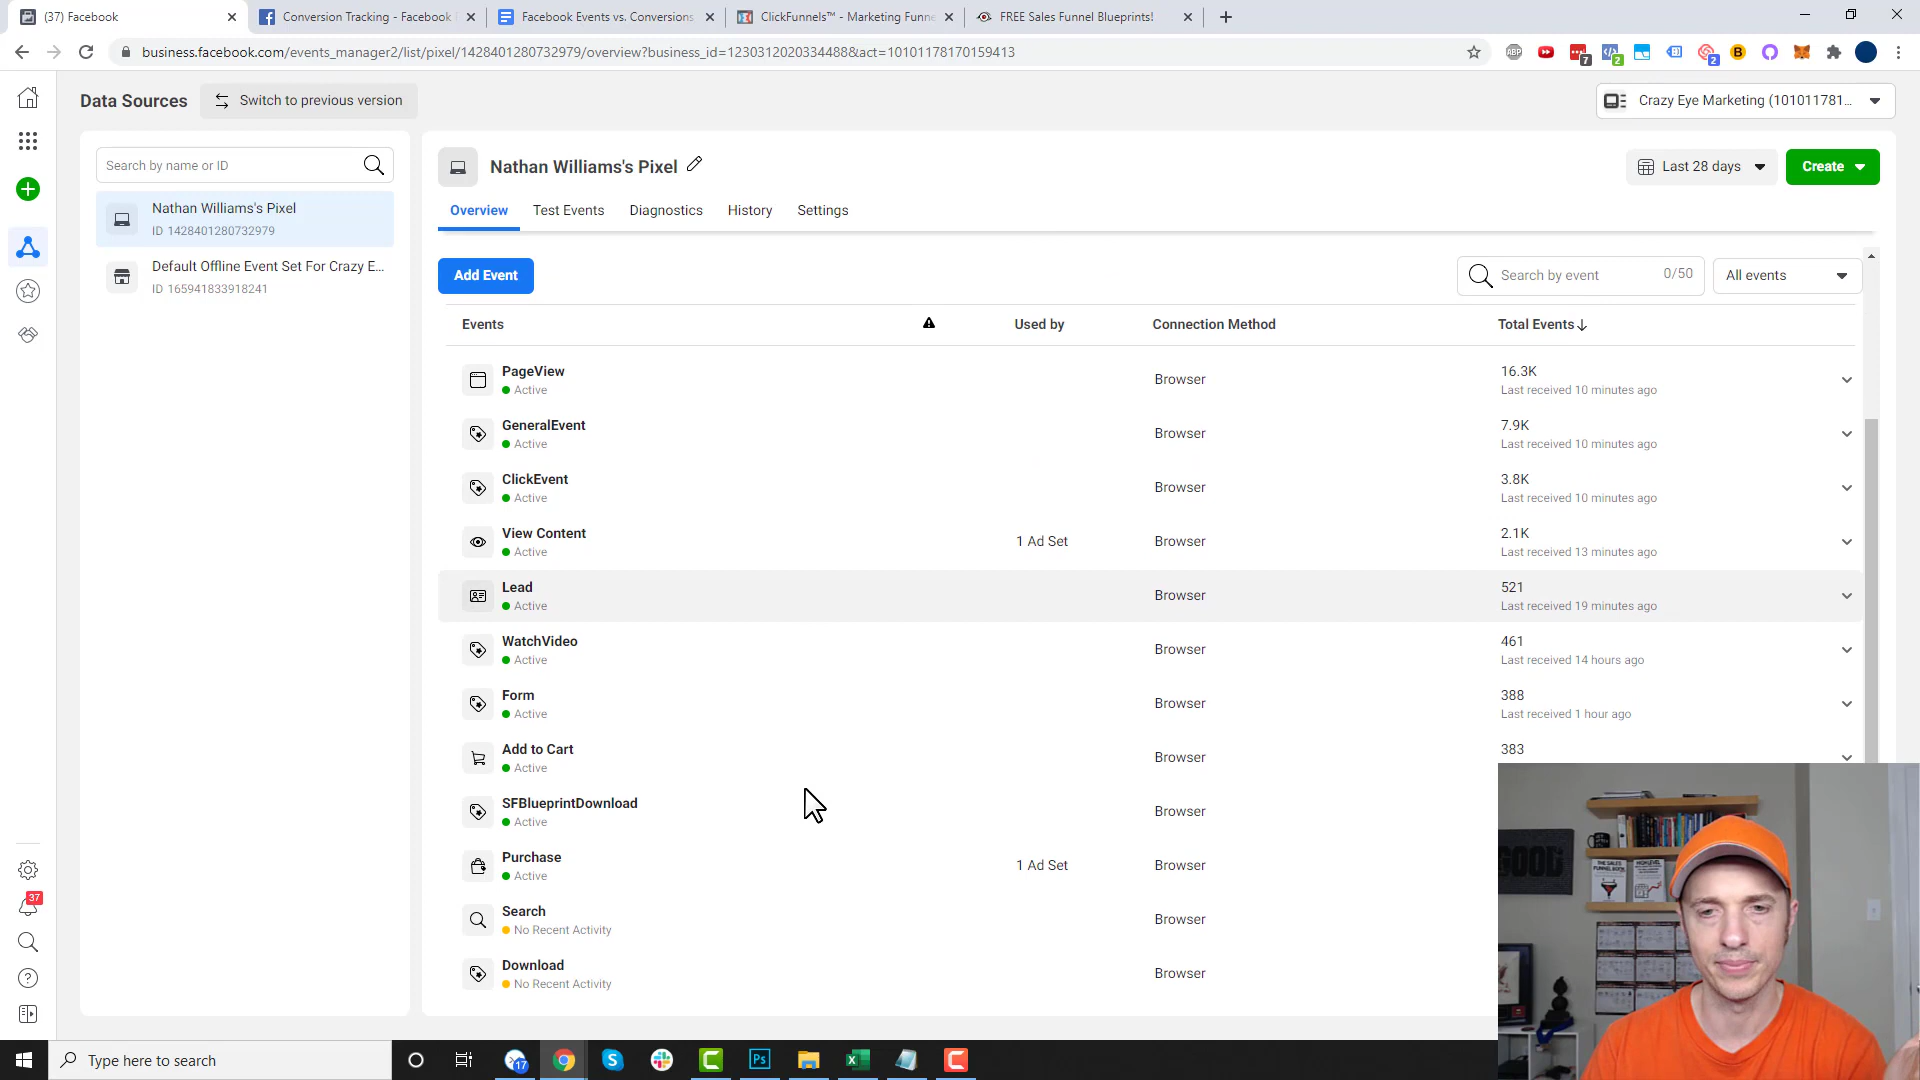 (37) Facebook
Conversion Tracking - Facebook
Facebook Events vs. Conversions
ClickFunnels™ - Marketing Funne
FREE Sales Funnel Blueprints!
business.facebook.com/events_manager2/list/pixel/1428401280732979/overview?business_id=1230312020334488&act=10101178170159413
Data Sources
Switch to previous version
Crazy Eye Marketing (101011781...
Search by name or ID
Nathan Williams's Pixel
ID 1428401280732979
Default Offline Event Set For Crazy E...
ID 165941833918241
Nathan Williams's Pixel
Last 28 days
Create
Overview
Test Events
Diagnostics
History
Settings
Add Event
Search by event
0/50
All events
Events
Used by
Connection Method
Total Events
PageView
Active
Browser
16.3K
Last received 10 minutes ago
GeneralEvent
Active
Browser
7.9K
Last received 10 minutes ago
ClickEvent
Active
Browser
3.8K
Last received 10 minutes ago
View Content
Active
1 Ad Set
Browser
2.1K
Last received 13 minutes ago
Lead
Active
Browser
521
Last received 19 minutes ago
WatchVideo
Active
Browser
461
Last received 14 hours ago
Form
Active
Browser
388
Last received 1 hour ago
Add to Cart
Active
Browser
383
SFBlueprintDownload
Active
Browser
Purchase
Active
1 Ad Set
Browser
Search
No Recent Activity
Browser
Download
No Recent Activity
Browser
37
ABP
7
2
2
B
GOOD
Type here to search
17
Ps